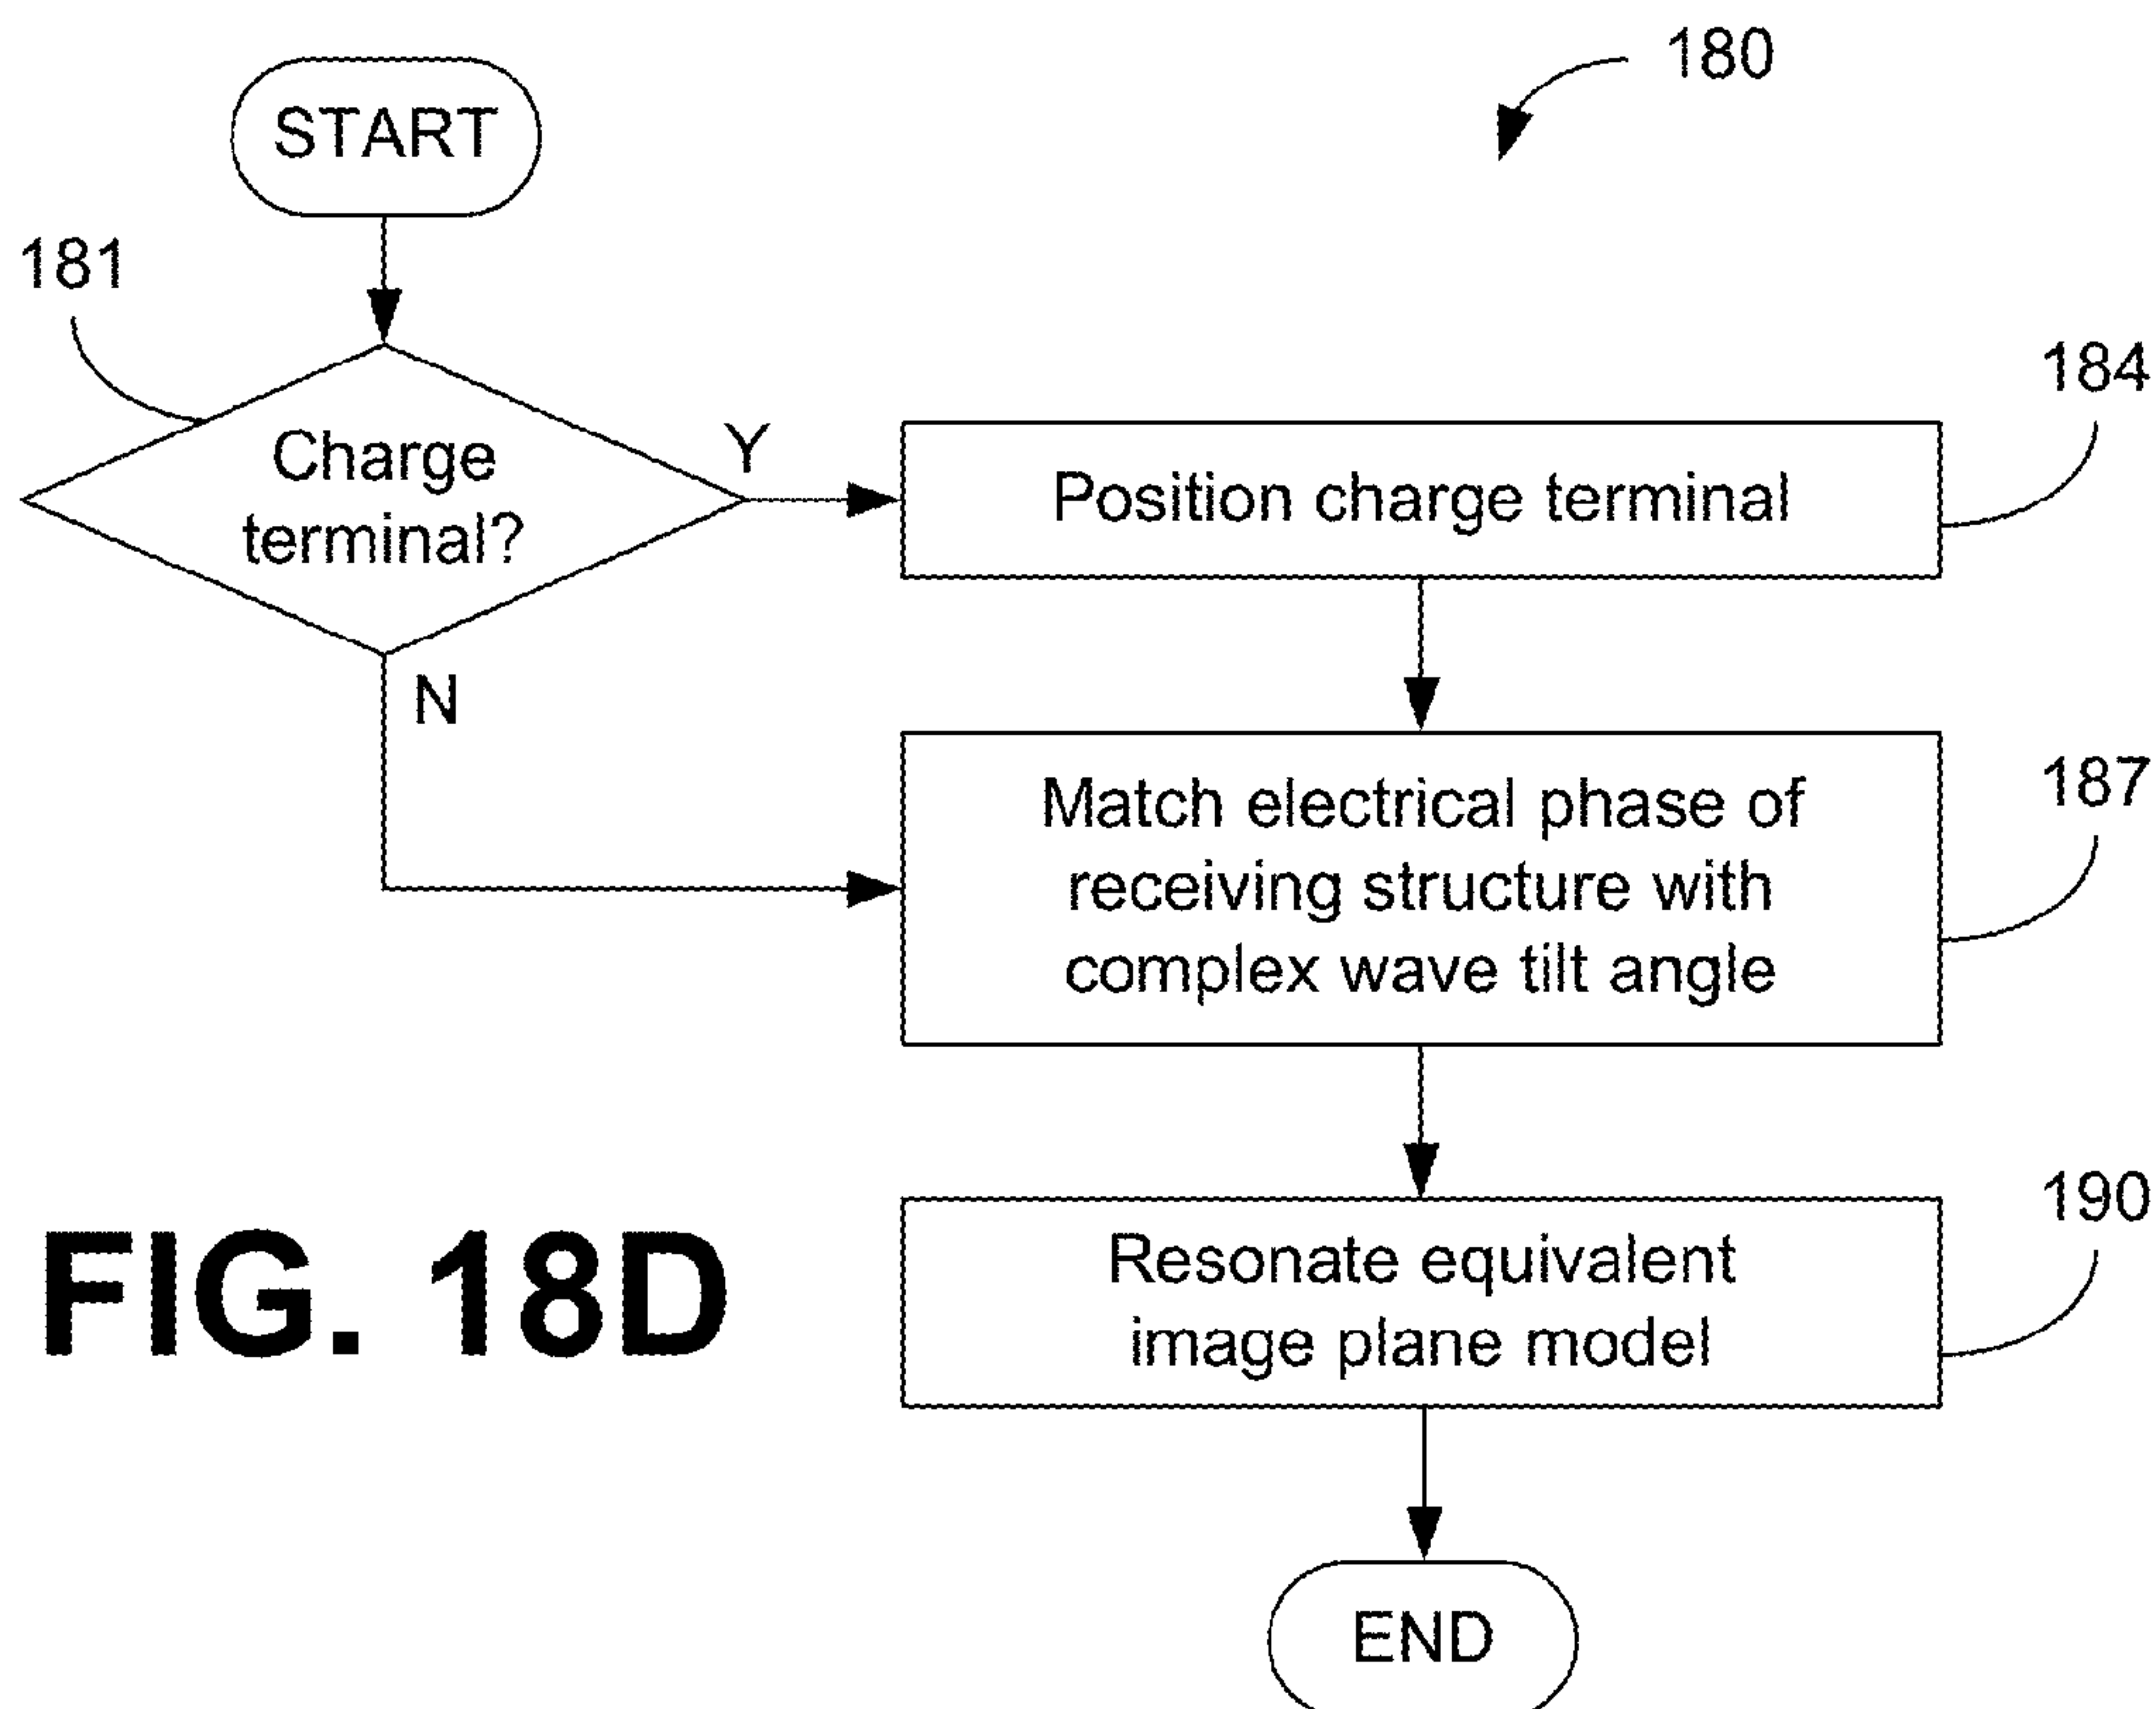 180
START
181
Charge
terminal?
Y
N
184
Position charge terminal
187
Match electrical phase of
receiving structure with
complex wave tilt angle
190
Resonate equivalent
image plane model
END
FIG. 18D